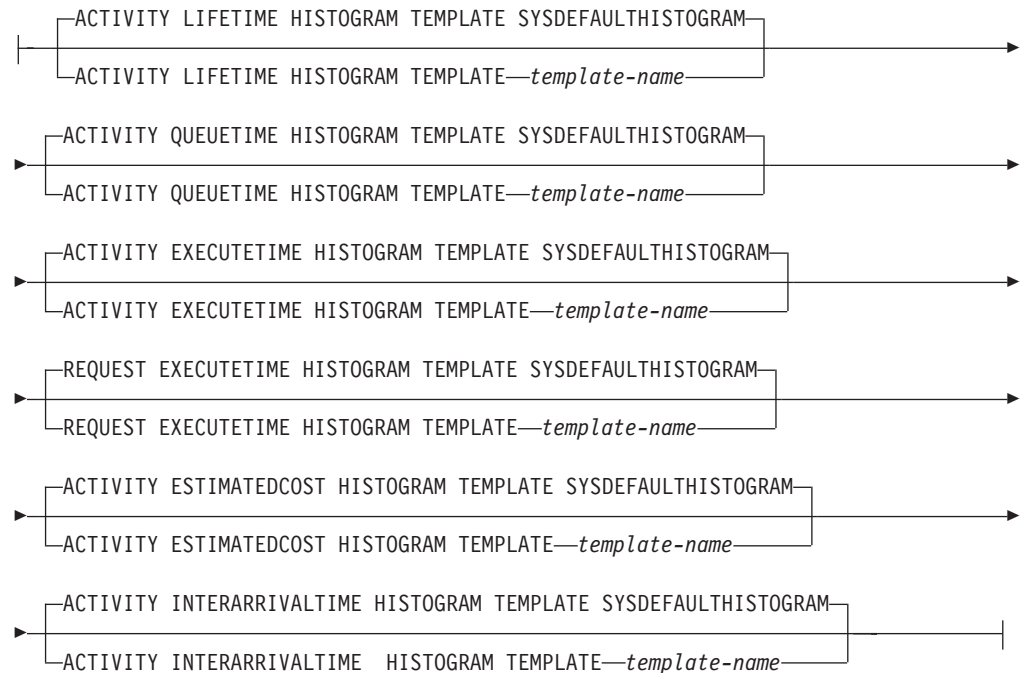 ACTIVITY LIFETIME HISTOGRAM TEMPLATE SYSDEFAULTHISTOGRAM
ACTIVITY LIFETIME HISTOGRAM TEMPLATE template-name
ACTIVITY QUEUETIME HISTOGRAM TEMPLATE SYSDEFAULTHISTOGRAM
ACTIVITY QUEUETIME HISTOGRAM TEMPLATE template-name
ACTIVITY EXECUTETIME HISTOGRAM TEMPLATE SYSDEFAULTHISTOGRAM
ACTIVITY EXECUTETIME HISTOGRAM TEMPLATE template-name
REQUEST EXECUTETIME HISTOGRAM TEMPLATE SYSDEFAULTHISTOGRAM
REQUEST EXECUTETIME HISTOGRAM TEMPLATE template-name
ACTIVITY ESTIMATEDCOST HISTOGRAM TEMPLATE SYSDEFAULTHISTOGRAM
ACTIVITY ESTIMATEDCOST HISTOGRAM TEMPLATE template-name
ACTIVITY INTERARRIVALTIME HISTOGRAM TEMPLATE SYSDEFAULTHISTOGRAM
ACTIVITY INTERARRIVALTIME HISTOGRAM TEMPLATE template-name